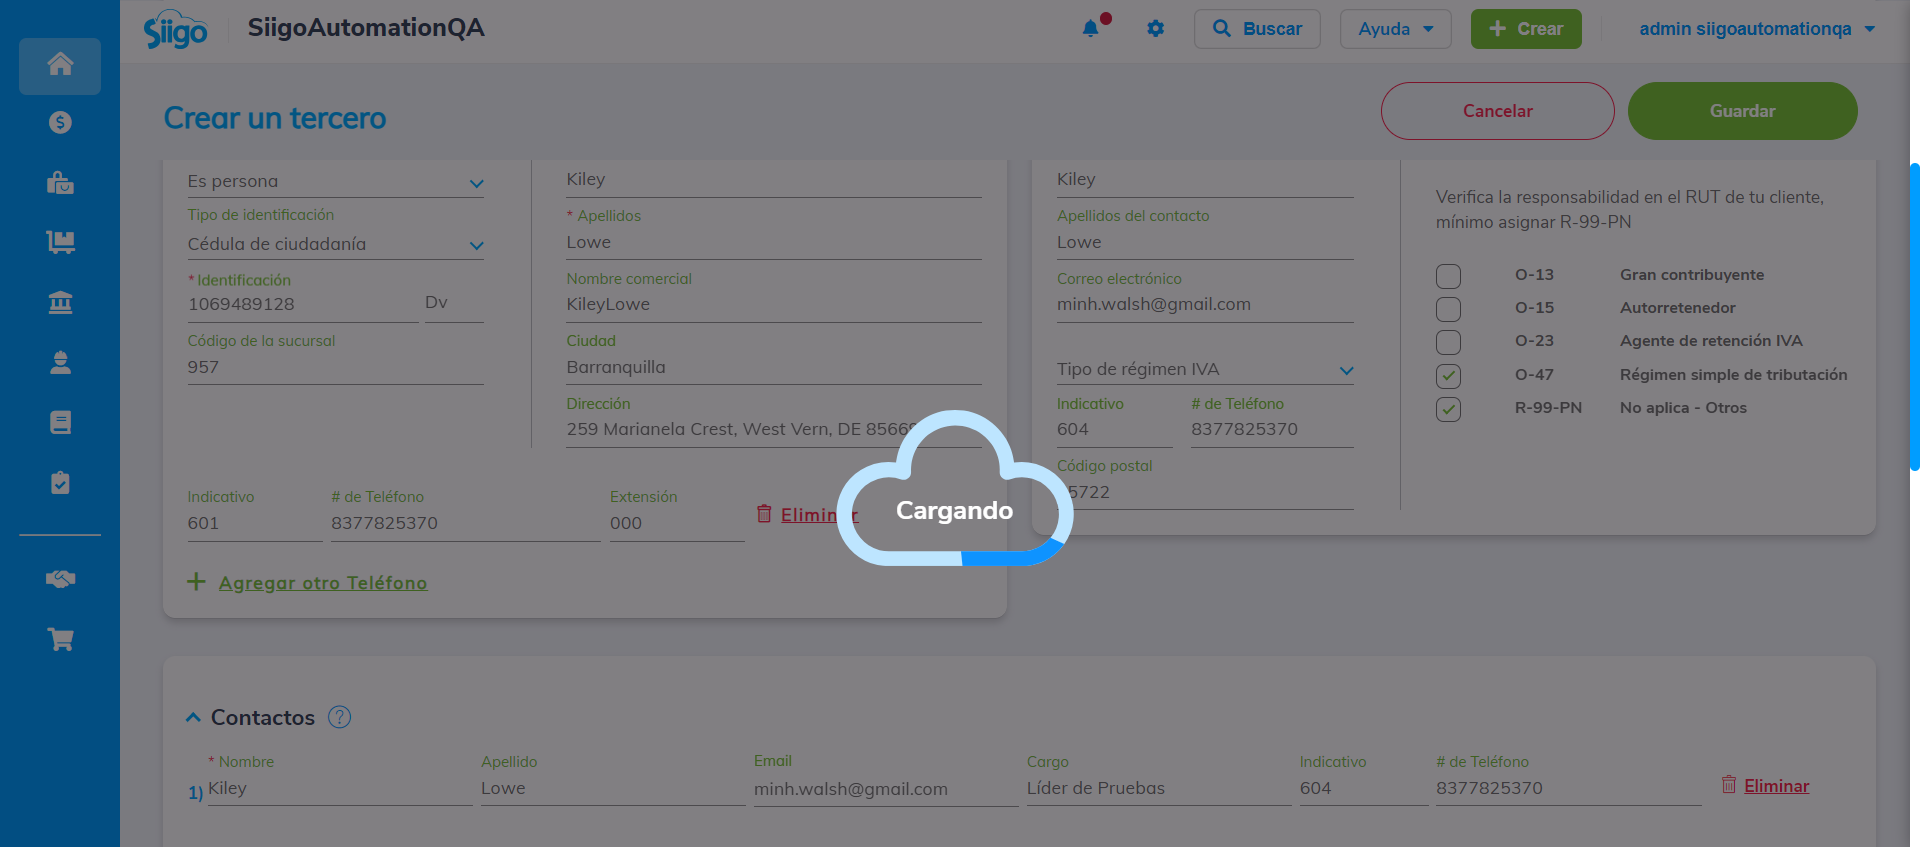 Siigo
SiigoAutomationQA
Buscar
Ayuda
Crear
admin siigoautomationqa
Crear un tercero
Cancelar
Guardar
Es persona
Tipo de identificación
Cédula de ciudadanía
* Identificación
1069489128
Dv
Código de la sucursal
957
Kiley
* Apellidos
Lowe
Nombre comercial
KileyLowe
Ciudad
Barranquilla
Dirección
259 Marianela Crest, West Vern, DE
Indicativo
601
# de Teléfono
8377825370
Extensión
000
Eliminar
Agregar otro Teléfono
Kiley
Apellidos del contacto
Lowe
Correo electrónico
minh.walsh@gmail.com
Tipo de régimen IVA
Indicativo
604
# de Teléfono
8377825370
Código postal
Verifica la responsabilidad en el RUT de tu cliente,
mínimo asignar R-99-PN
O-13 Gran contribuyente
O-15 Autorretenedor
O-23 Agente de retención IVA
O-47 Régimen simple de tributación
R-99-PN No aplica - Otros
Cargando
Contactos ?
* Nombre Apellido Email Cargo Indicativo # de Teléfono
1) Kiley Lowe minh.walsh@gmail.com Líder de Pruebas 604 8377825370 Eliminar